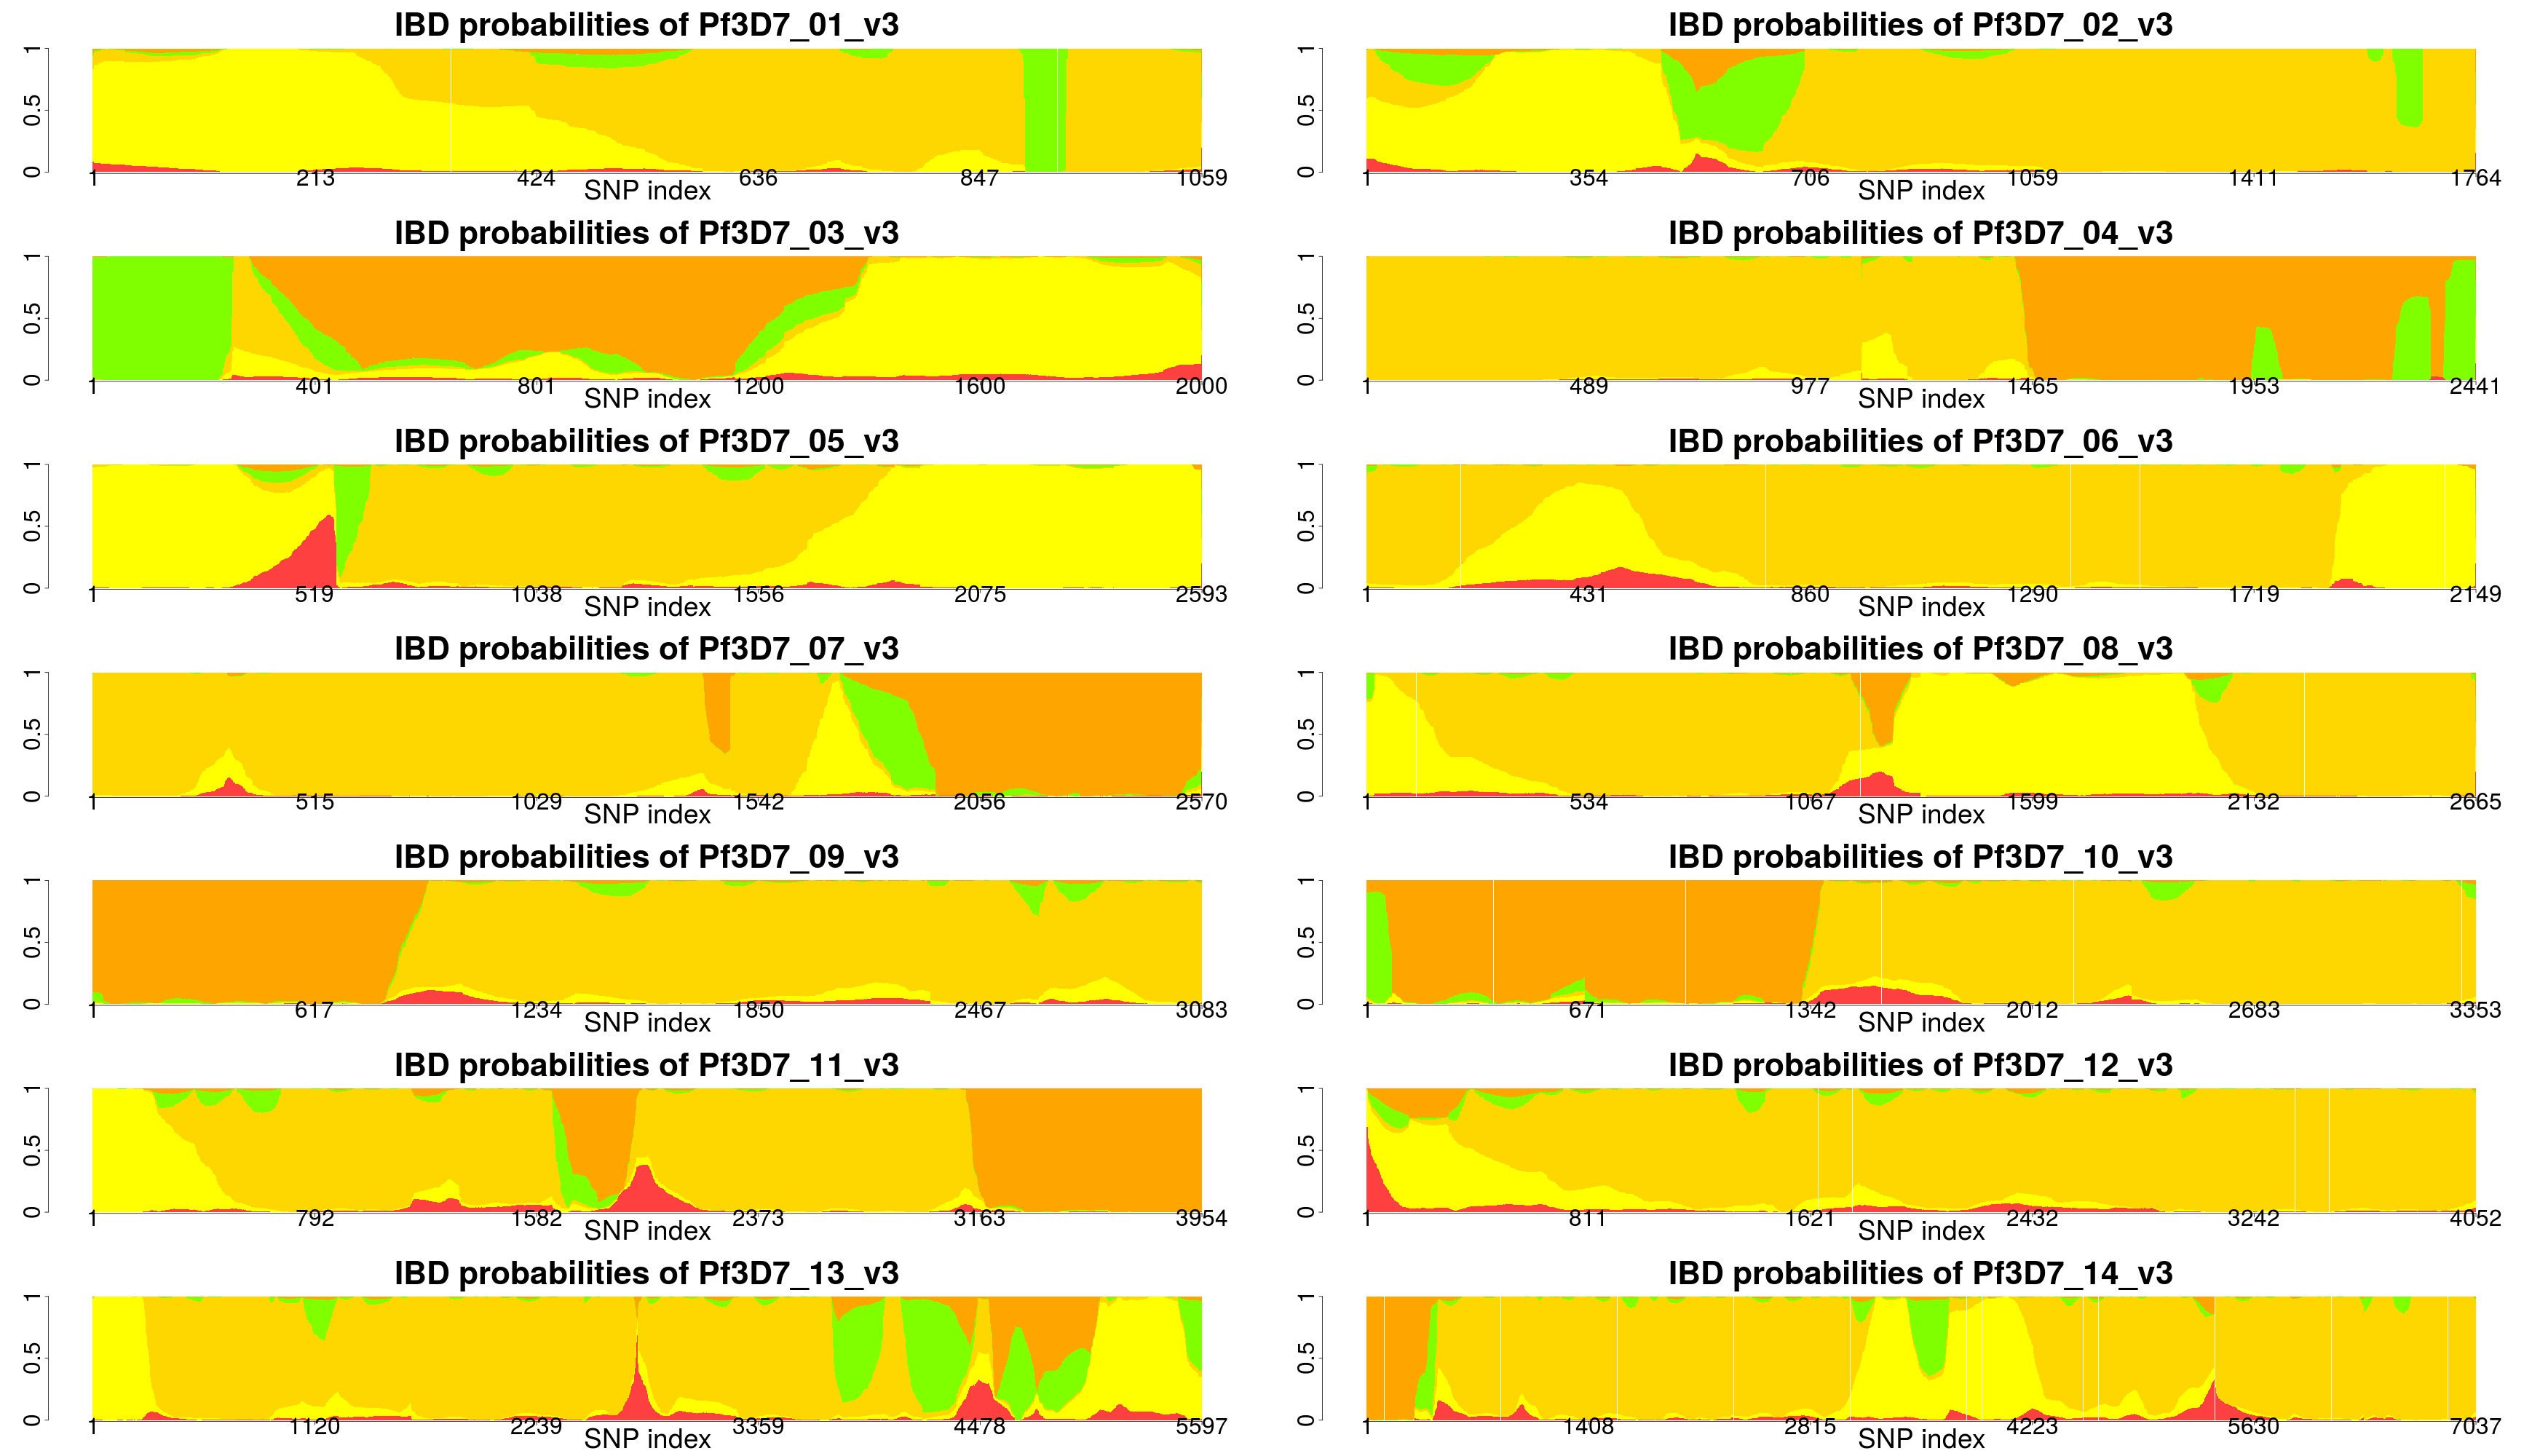 IBD probabilities of Pf3D7_01_v3
0 0.5 1
1 213 424 636 847 1059
SNP index
IBD probabilities of Pf3D7_02_v3
0 0.5 1
1 354 706 1059 1411 1764
SNP index
IBD probabilities of Pf3D7_03_v3
0 0.5 1
1 401 801 1200 1600 2000
SNP index
IBD probabilities of Pf3D7_04_v3
0 0.5 1
1 489 977 1465 1953 2441
SNP index
IBD probabilities of Pf3D7_05_v3
0 0.5 1
1 519 1038 1556 2075 2593
SNP index
IBD probabilities of Pf3D7_06_v3
0 0.5 1
1 431 860 1290 1719 2149
SNP index
IBD probabilities of Pf3D7_07_v3
0 0.5 1
1 515 1029 1542 2056 2570
SNP index
IBD probabilities of Pf3D7_08_v3
0 0.5 1
1 534 1067 1599 2132 2665
SNP index
IBD probabilities of Pf3D7_09_v3
0 0.5 1
1 617 1234 1850 2467 3083
SNP index
IBD probabilities of Pf3D7_10_v3
0 0.5 1
1 671 1342 2012 2683 3353
SNP index
IBD probabilities of Pf3D7_11_v3
0 0.5 1
1 792 1582 2373 3163 3954
SNP index
IBD probabilities of Pf3D7_12_v3
0 0.5 1
1 811 1621 2432 3242 4052
SNP index
IBD probabilities of Pf3D7_13_v3
0 0.5 1
1 1120 2239 3359 4478 5597
SNP index
IBD probabilities of Pf3D7_14_v3
0 0.5 1
1 1408 2815 4223 5630 7037
SNP index